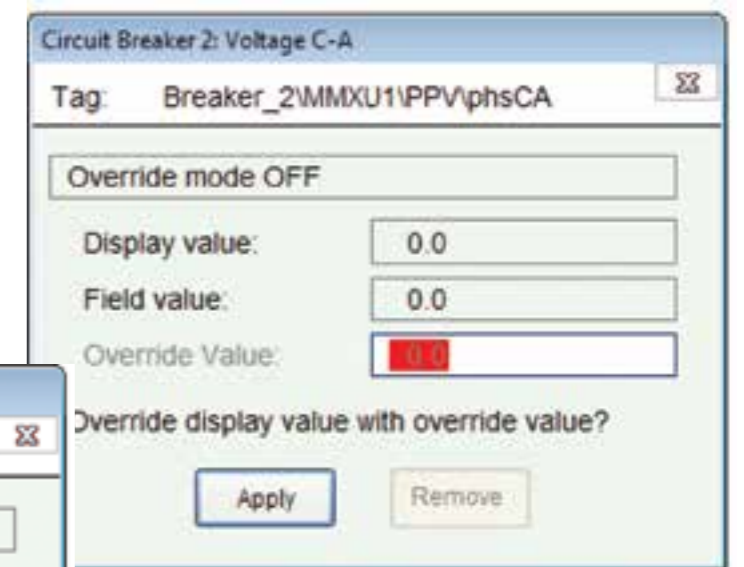 Circuit Breaker 2: Voltage C-A
Tag: Breaker_2\MMXU1\PPV\phsCA
Override mode OFF
Display value: 0.0
Field value: 0.0
Override Value: 0.0
Override display value with override value?
Apply Remove